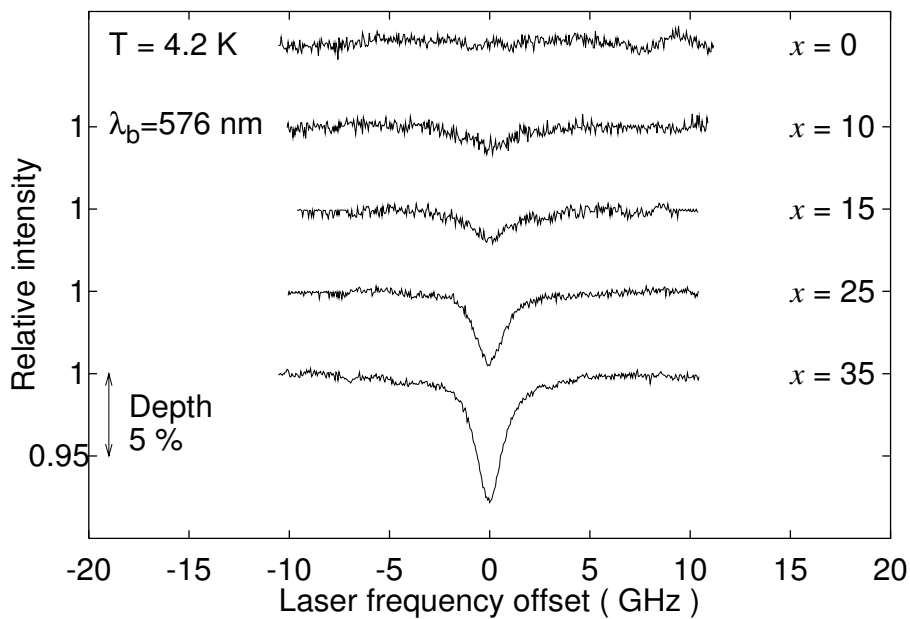 T = 4.2 K
x = 0
1
λb=576 nm
x = 10
1
x = 15
1
x = 25
1
x = 35
Depth
5 %
0.95
Relative intensity
-20 -15 -10 -5 0 5 10 15 20
Laser frequency offset ( GHz )